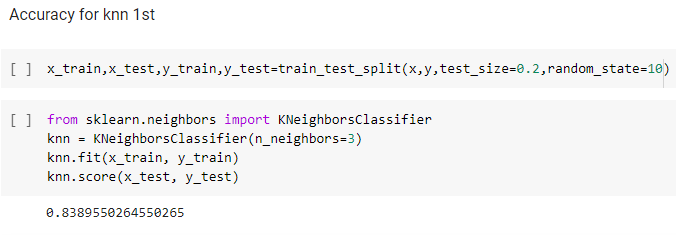 Accuracy for knn 1st
[ ] x_train,x_test,y_train,y_test=train_test_split(x,y,test_size=0.2,random_state=10)
[ ] from sklearn.neighbors import KNeighborsClassifier
knn = KNeighborsClassifier(n_neighbors=3)
knn.fit(x_train, y_train)
knn.score(x_test, y_test)
0.8389550264550265